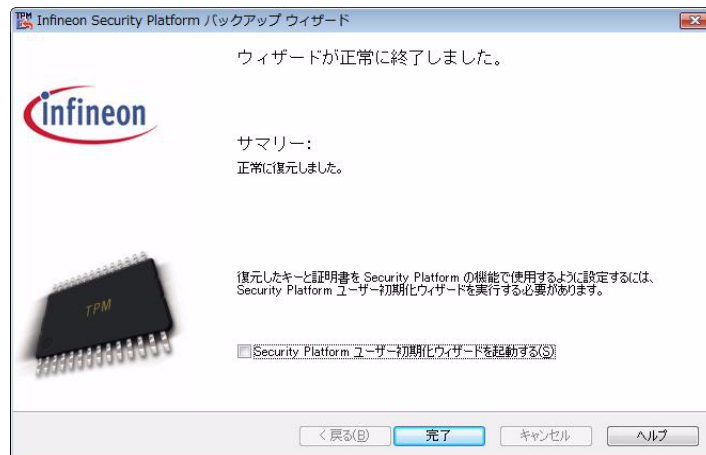 Infineon Security Platform バックアップ ウィザード
ウィザードが正常に終了しました。
infineon
サマリー:
正常に復元しました。
復元したキーと証明書を Security Platform の機能で使用するように設定するには、
Security Platform ユーザー初期化ウィザードを実行する必要があります。
TPM
Security Platform ユーザー初期化ウィザードを起動する(S)
< 戻る(B)
完了
キャンセル
ヘルプ